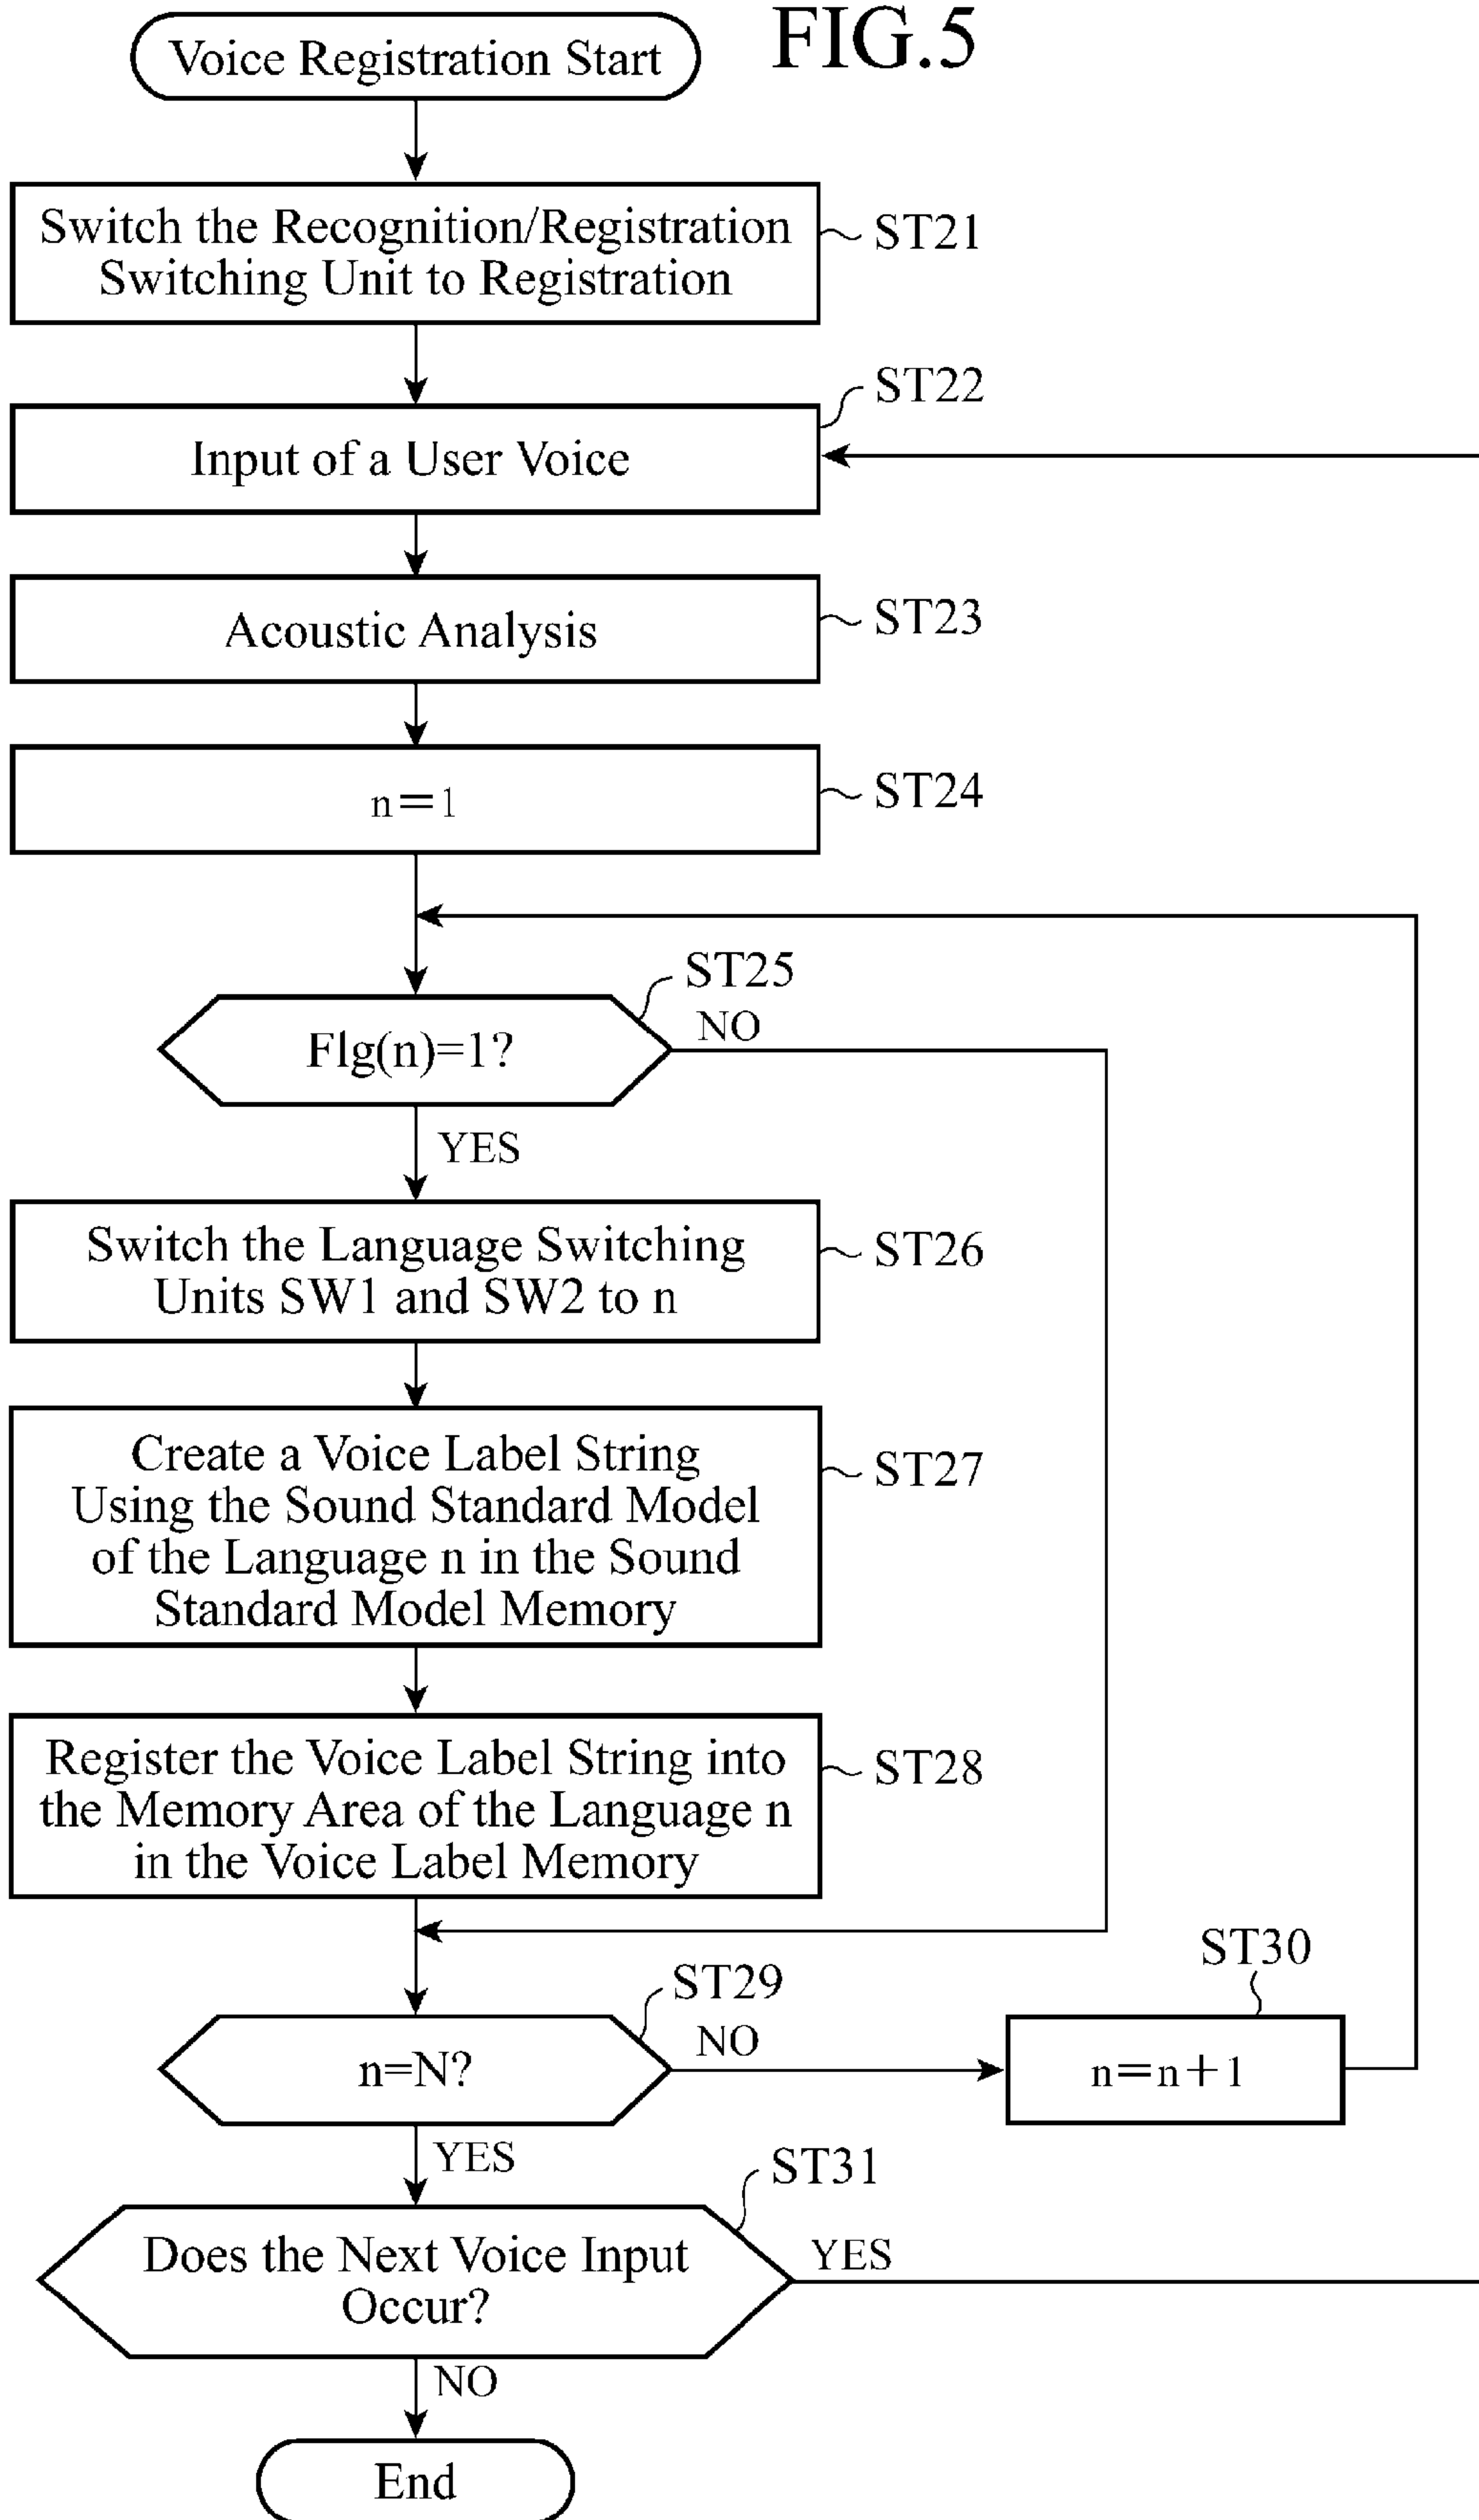 FIG.5
Voice Registration Start
Switch the Recognition/Registration
Switching Unit to Registration
ST21
ST22
Input of a User Voice
Acoustic Analysis
ST23
n=1
ST24
ST25
Flg(n)=1?
NO
YES
Switch the Language Switching
Units SW1 and SW2 to n
ST26
Create a Voice Label String
Using the Sound Standard Model
of the Language n in the Sound
Standard Model Memory
ST27
Register the Voice Label String into
the Memory Area of the Language n
in the Voice Label Memory
ST28
ST29
n=N?
NO
ST30
n=n+1
YES
ST31
Does the Next Voice Input
Occur?
YES
NO
End